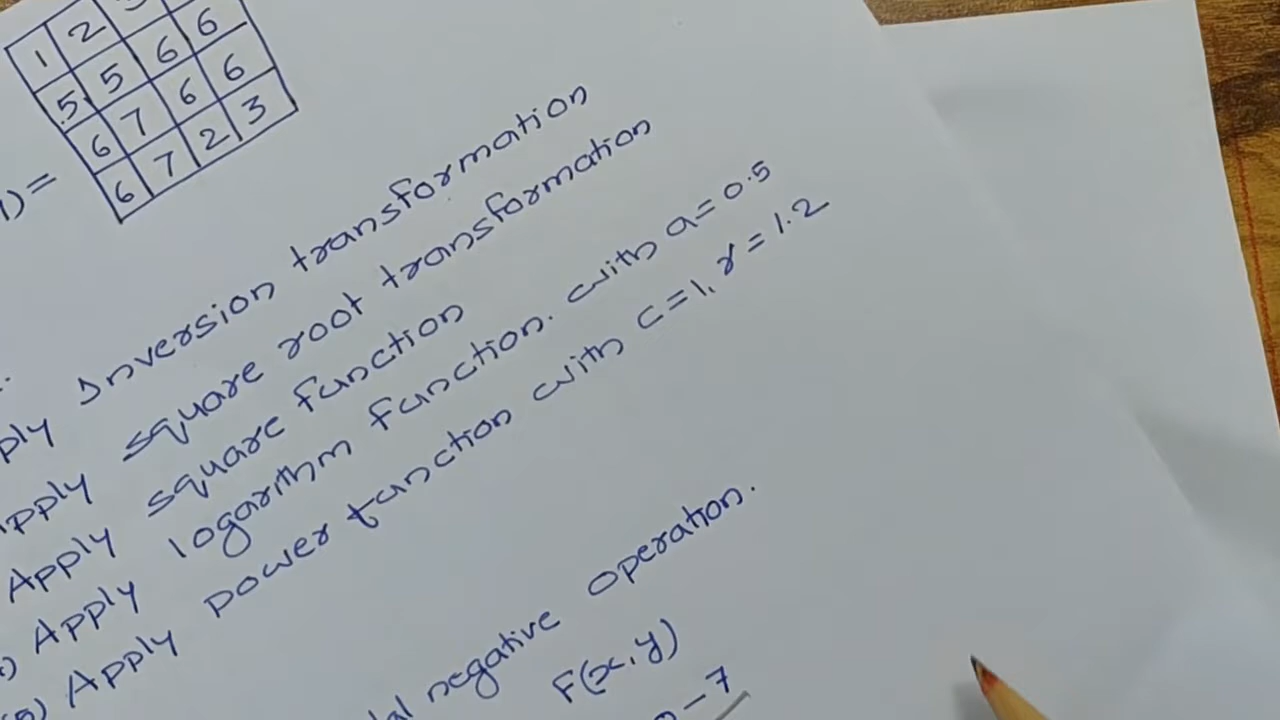 1 2
5 5 6 6
6 7 6 6
6 7 2 3
) =
Inversion transformation
Apply square root transformation
Apply square function
Apply logarithm function. with a = 0.5
Apply power function with c = 1, r = 1.2
negative operation.
F(x, y)
- 7